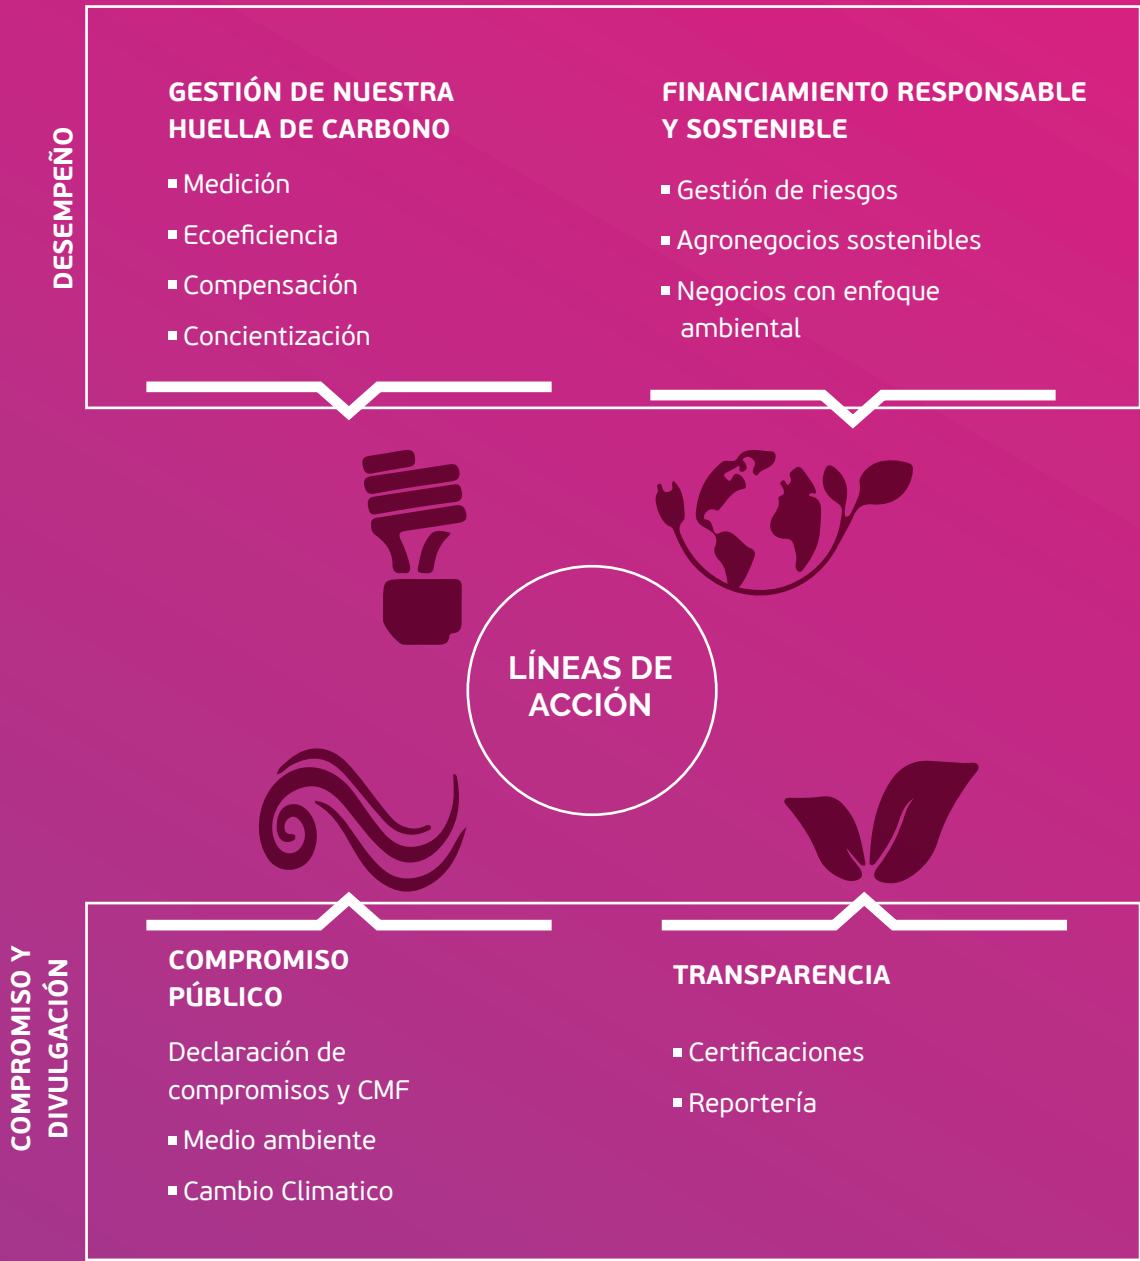 DESEMPEÑO
GESTIÓN DE NUESTRA
HUELLA DE CARBONO
Medición
Ecoeficiencia
Compensación
Concientización
FINANCIAMIENTO RESPONSABLE
Y SOSTENIBLE
Gestión de riesgos
Agronegocios sostenibles
Negocios con enfoque
ambiental
LÍNEAS DE
ACCIÓN
COMPROMISO Y
DIVULGACIÓN
COMPROMISO
PÚBLICO
Declaración de
compromisos y CMF
Medio ambiente
Cambio Climatico
TRANSPARENCIA
Certificaciones
Reportería